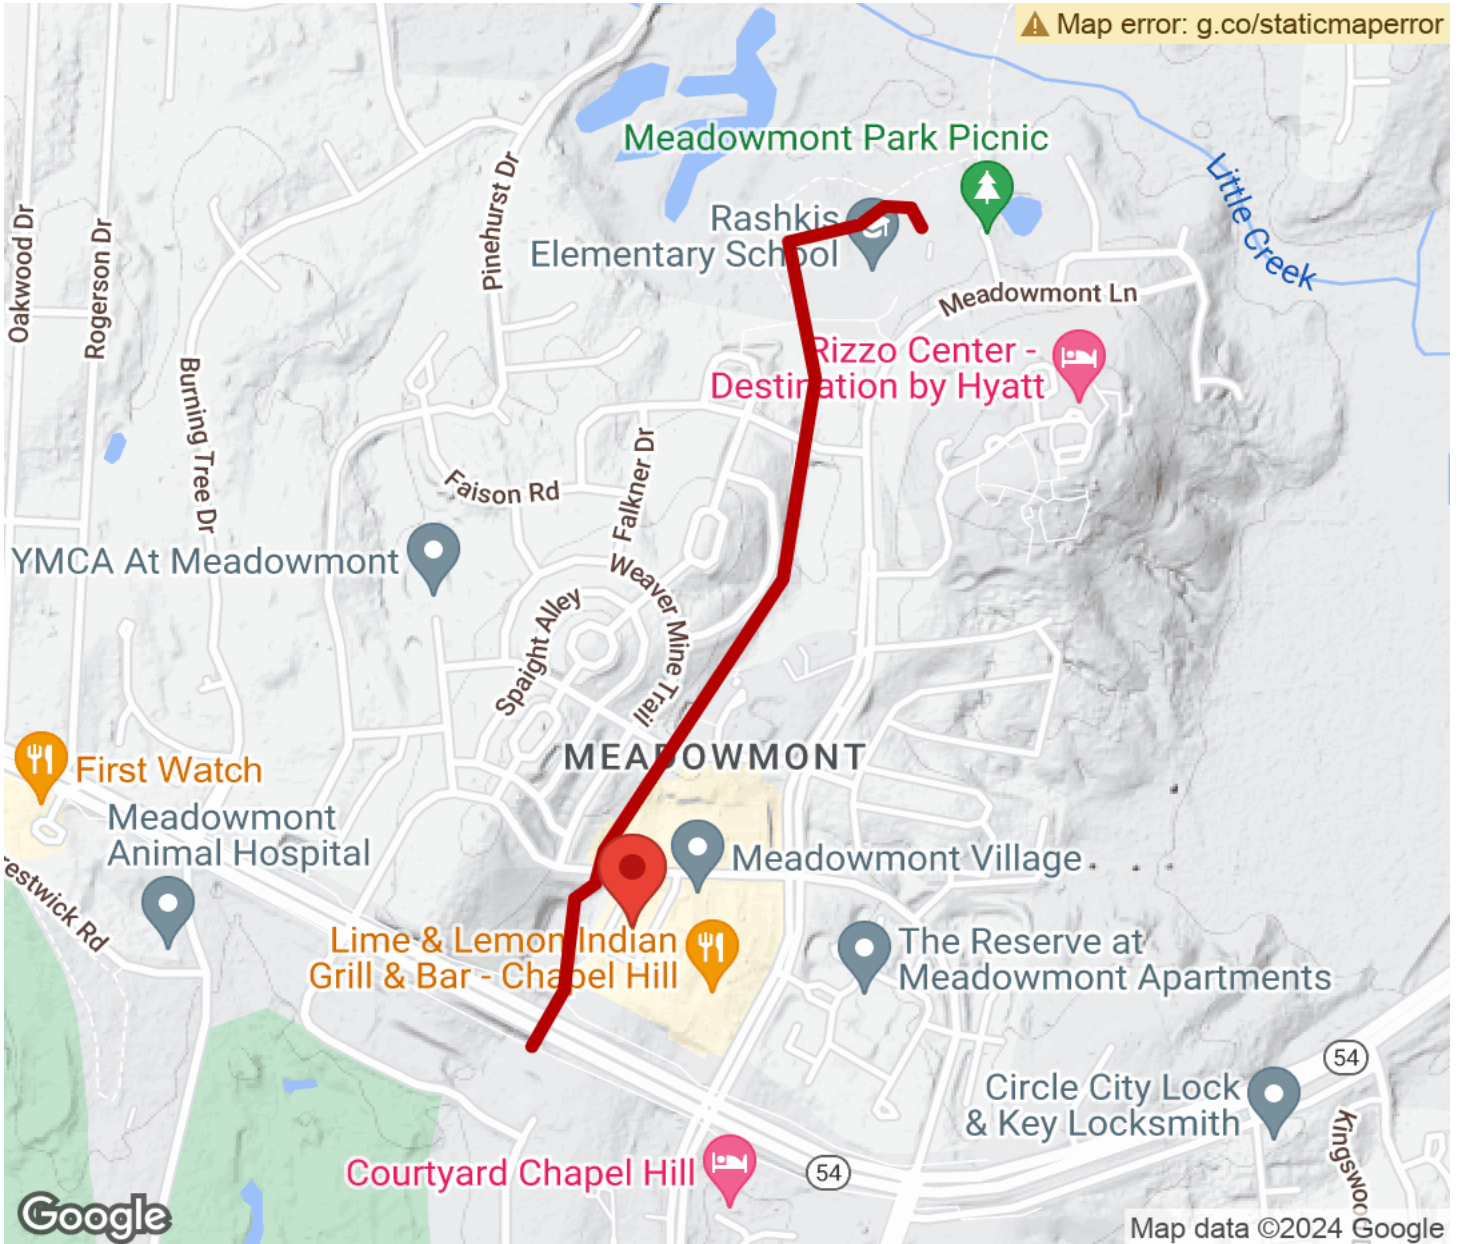 Map error: g.co/staticmaperror
Meadowmont Park Picnic
Little Creek
Pinehurst Dr
Oakwood Dr
Rogerson Dr
Rashkis
Elementary School
Meadowmont Ln
Rizzo Center -
Destination by Hyatt
Burning Tree Dr
Falkner Dr
Faison Rd
YMCA At Meadowmont
Weaver Mine Trail
Spaight Alley
MEADOWMONT
First Watch
Meadowmont
Animal Hospital
Meadowmont Village
estwick Rd
Lime & Lemon Indian
Grill & Bar - Chapel Hill
The Reserve at
Meadowmont Apartments
54
Circle City Lock
& Key Locksmith
Kingswoo
Courtyard Chapel Hill
54
Google
Map data ©2024 Google